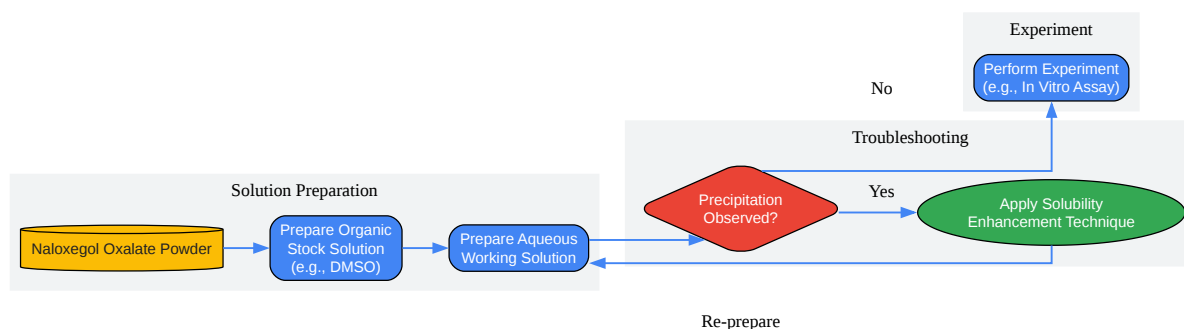 Experiment
Perform Experiment
(e.g., In Vitro Assay)
No
Troubleshooting
Solution Preparation
Precipitation
Observed?
Yes
Apply Solubility
Enhancement Technique
Naloxegol Oxalate Powder
Prepare Organic
Stock Solution
(e.g., DMSO)
Prepare Aqueous
Working Solution
Re-prepare